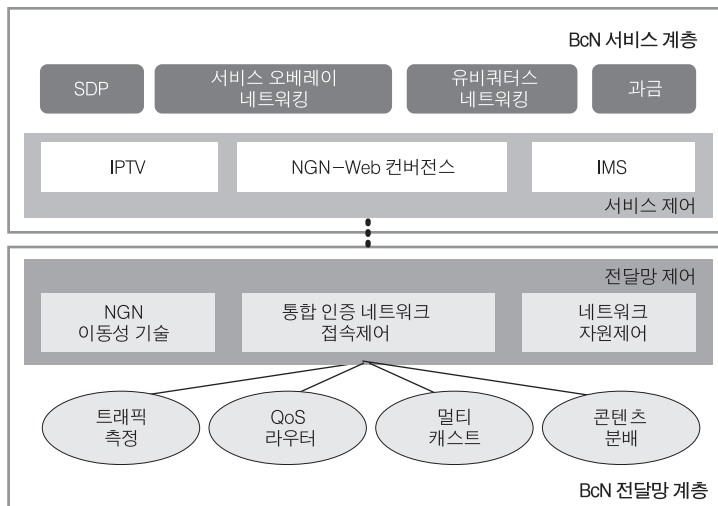 BcN 서비스 계층
SDP
서비스 오베레이
네트워킹
유비쿼터스
네트워킹
과금
IPTV
NGN-Web 컨버전스
IMS
서비스 제어
전달망 제어
NGN
이동성 기술
통합 인증 네트워크
접속제어
네트워크
자원제어
트래픽
측정
QoS
라우터
멀티
캐스트
콘텐츠
분배
BcN 전달망 계층